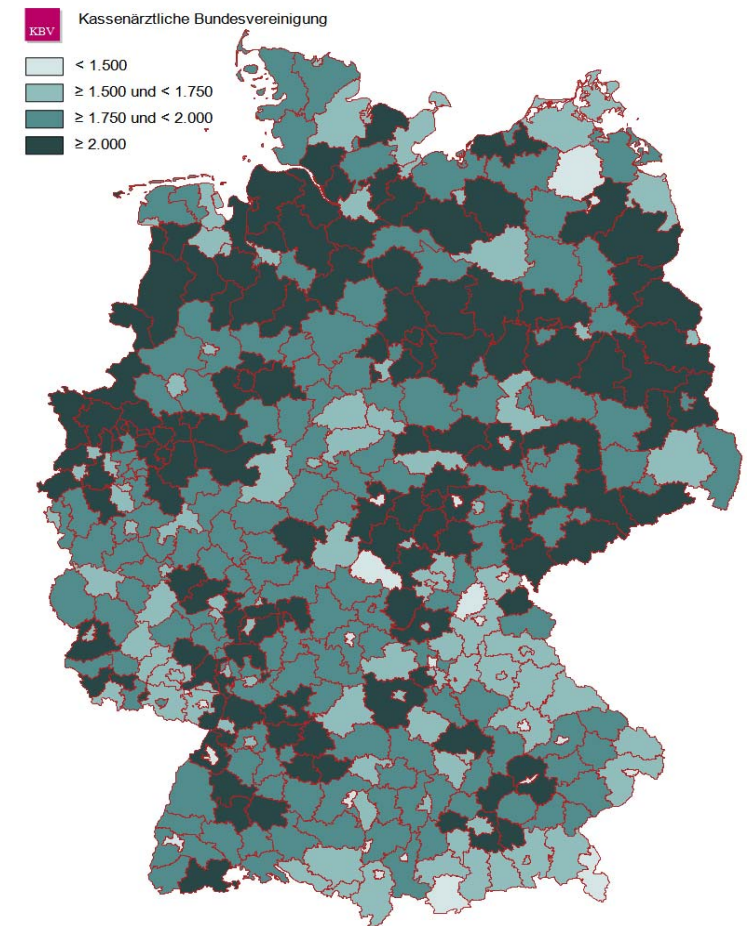 KBV
Kassenärztliche Bundesvereinigung
< 1.500
≥ 1.500 und < 1.750
≥ 1.750 und < 2.000
≥ 2.000